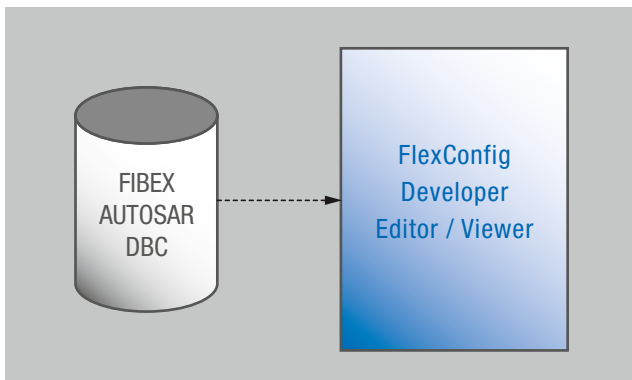 FIBEX
AUTOSAR
DBC
FlexConfig
Developer
Editor / Viewer